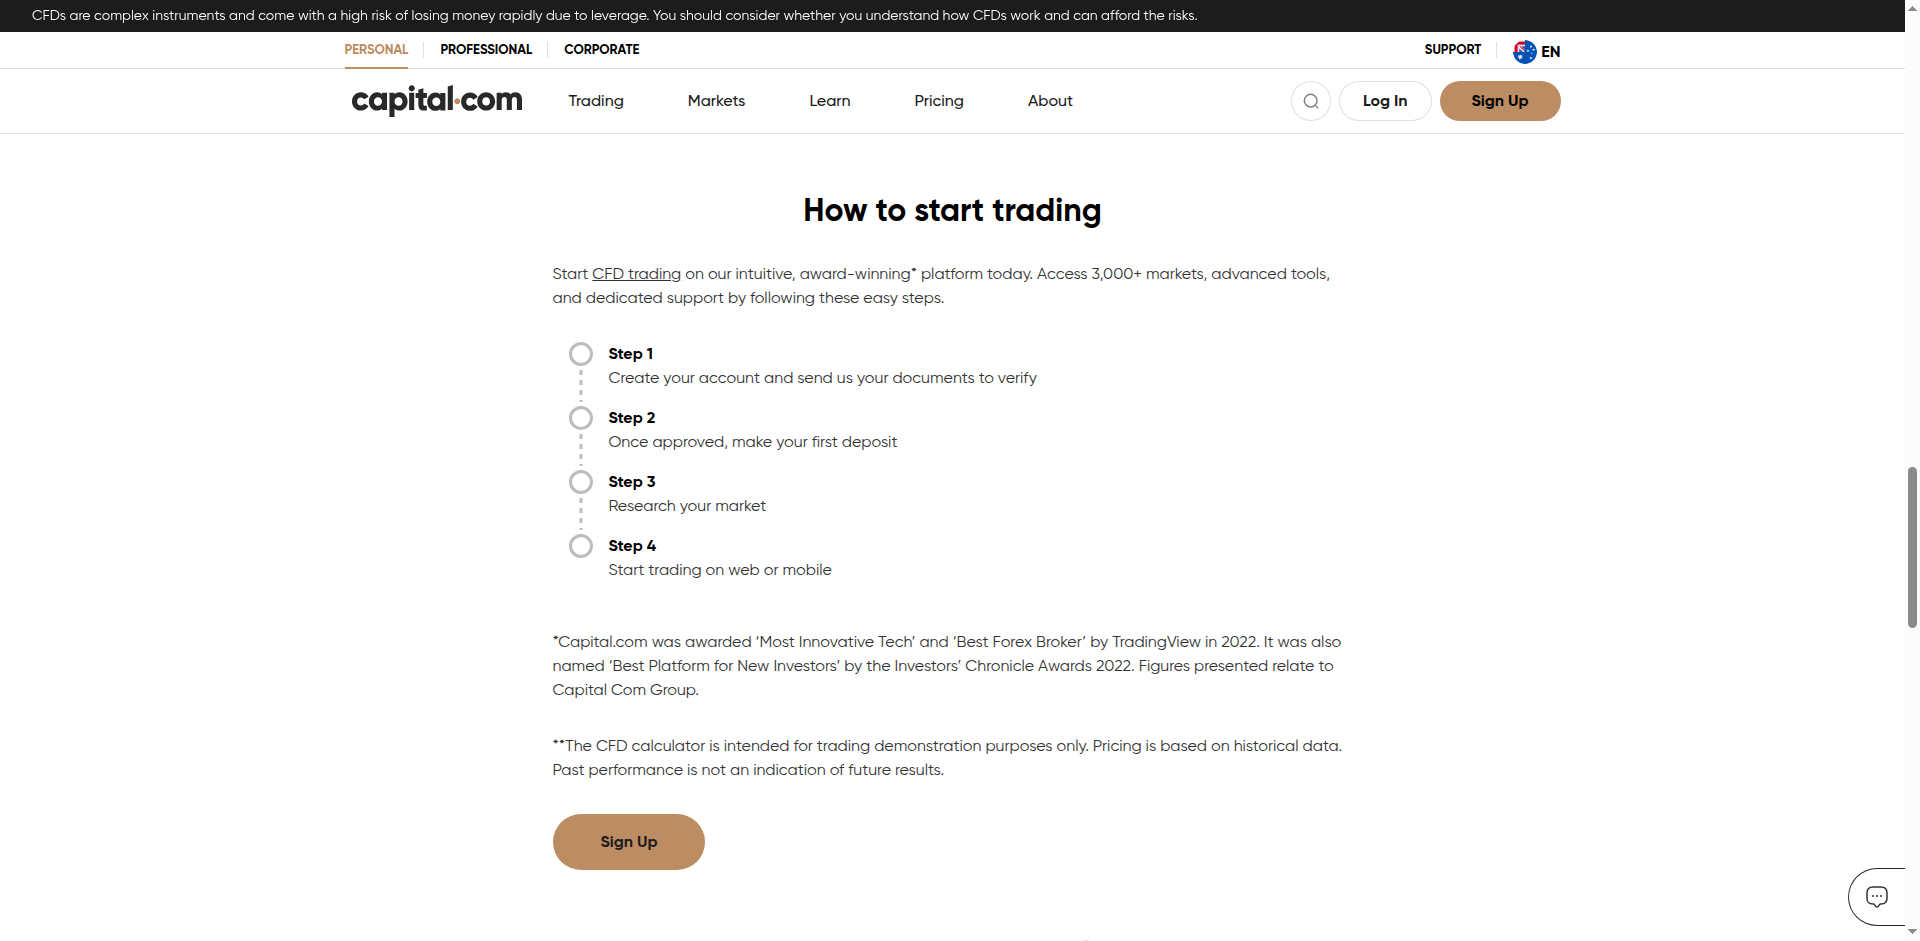 CFDs are complex instruments and come with a high risk of losing money rapidly due to leverage. You should consider whether you understand how CFDs work and can afford the risks.
PERSONAL
PROFESSIONAL
CORPORATE
SUPPORT
EN
capital.com
Trading
Markets
Learn
Pricing
About
Log In
Sign Up
How to start trading
Start CFD trading on our intuitive, award-winning* platform today. Access 3,000+ markets, advanced tools,
and dedicated support by following these easy steps.
Step 1
Create your account and send us your documents to verify
Step 2
Once approved, make your first deposit
Step 3
Research your market
Step 4
Start trading on web or mobile
*Capital.com was awarded ‘Most Innovative Tech’ and ‘Best Forex Broker’ by TradingView in 2022. It was also
named ‘Best Platform for New Investors’ by the Investors’ Chronicle Awards 2022. Figures presented relate to
Capital Com Group.
**The CFD calculator is intended for trading demonstration purposes only. Pricing is based on historical data.
Past performance is not an indication of future results.
Sign Up